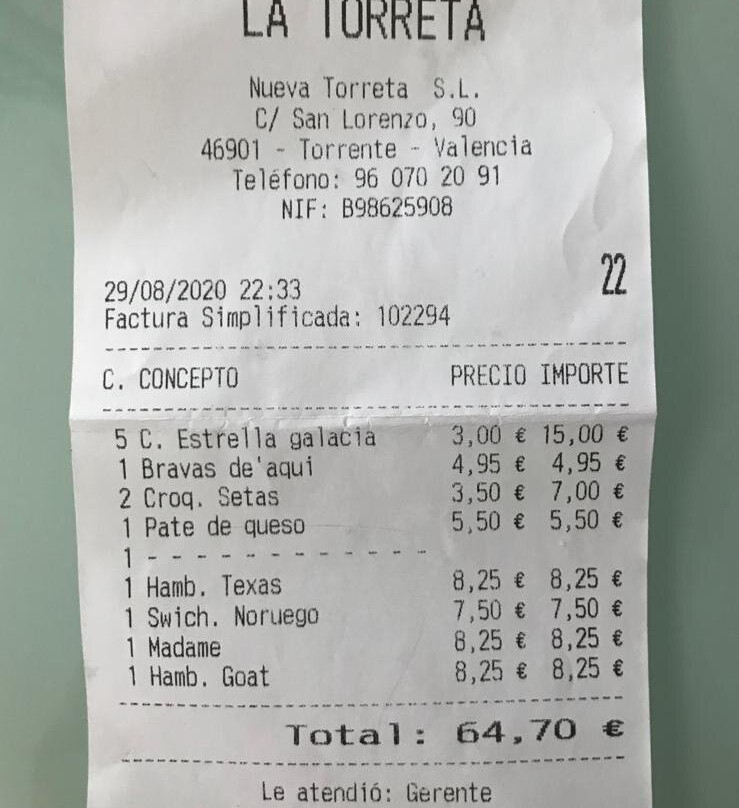 LA TORRETA
Nueva Torreta S.L.
C/ San Lorenzo, 90
46901 - Torrente - Valencia
Teléfono: 96 070 20 91
NIF: B98625908
22
29/08/2020 22:33
Factura Simplificada: 102294
C. CONCEPTO PRECIO IMPORTE
5 C. Estrella galacia 3,00 € 15,00 €
1 Bravas de'aqui 4,95 € 4,95 €
2 Croq. Setas 3,50 € 7,00 €
1 Pate de queso 5,50 € 5,50 €
1 - - - - - - - - - - - -
1 Hamb. Texas 8,25 € 8,25 €
1 Swich. Noruego 7,50 € 7,50 €
1 Madame 8,25 € 8,25 €
1 Hamb. Goat 8,25 € 8,25 €
Total: 64,70 €
Le atendió: Gerente